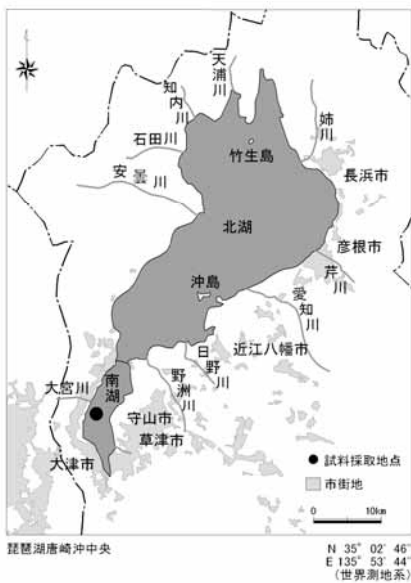 天浦川
知内川
石田川
安曇川
姉川
竹生島
長浜市
北湖
彦根市
芹川
沖島
愛知川
近江八幡市
日野川
野洲川
大宮川
南湖
守山市
草津市
大津市
試料採取地点
市街地
0 10km
琵琶湖唐崎沖中央
N 35° 02′ 46″
E 135° 53′ 44″
(世界測地系)